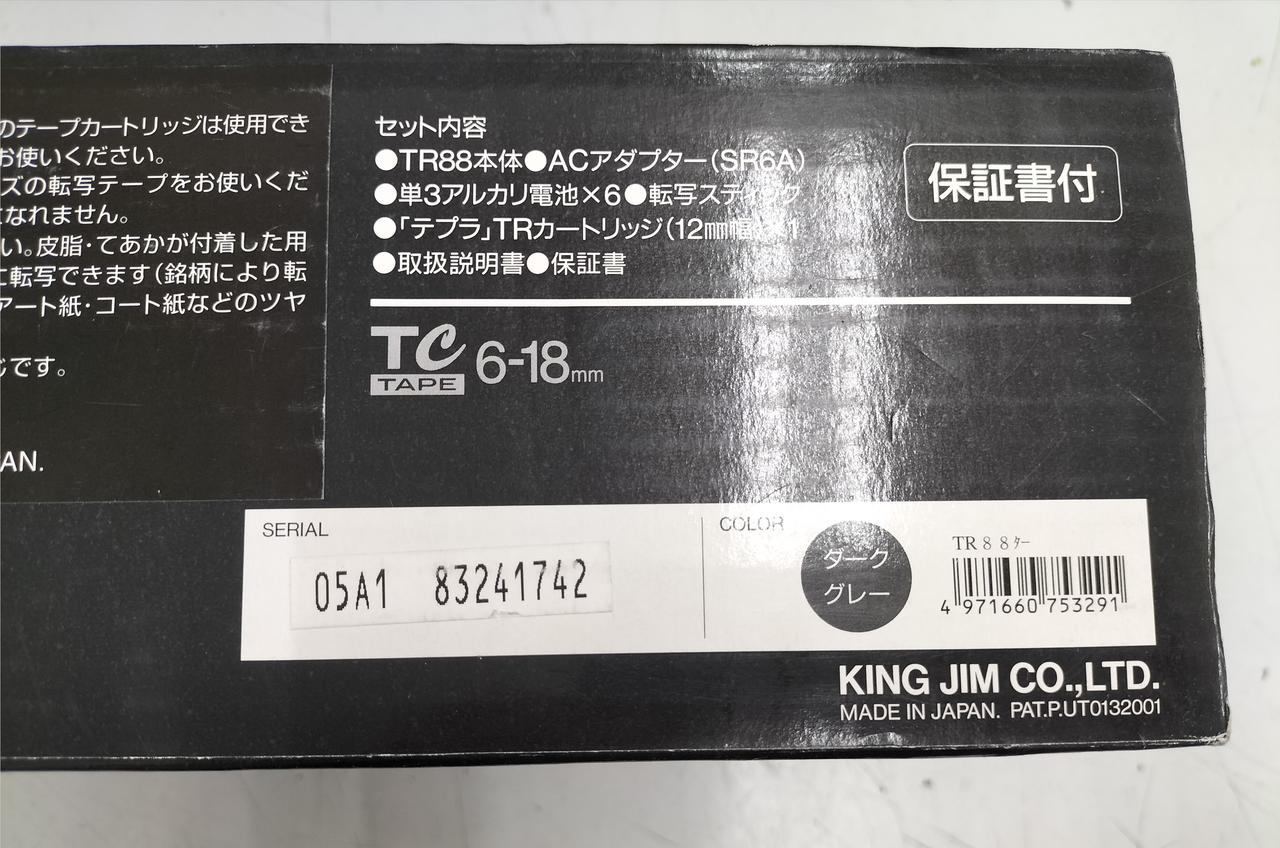 のテープカートリッジは使用でき
お使いください。
ズの転写テープをお使いくだ
なれません。
い。皮脂・てあかが付着した用
に転写できます(銘柄により転
アート紙・コート紙などのツヤ
じです。
AN.
セット内容
●TR88本体●ACアダプター(SR6A)
●単3アルカリ電池×6●転写スティック
●「テプラ」TRカートリッジ(12mm幅)×1
●取扱説明書●保証書
保証書付
TC
TAPE
6-18mm
SERIAL
05A1 83241742
COLOR
ダーク
グレー
TR88ター
4 971660 753291
KING JIM CO.,LTD.
MADE IN JAPAN. PAT.P.UT0132001